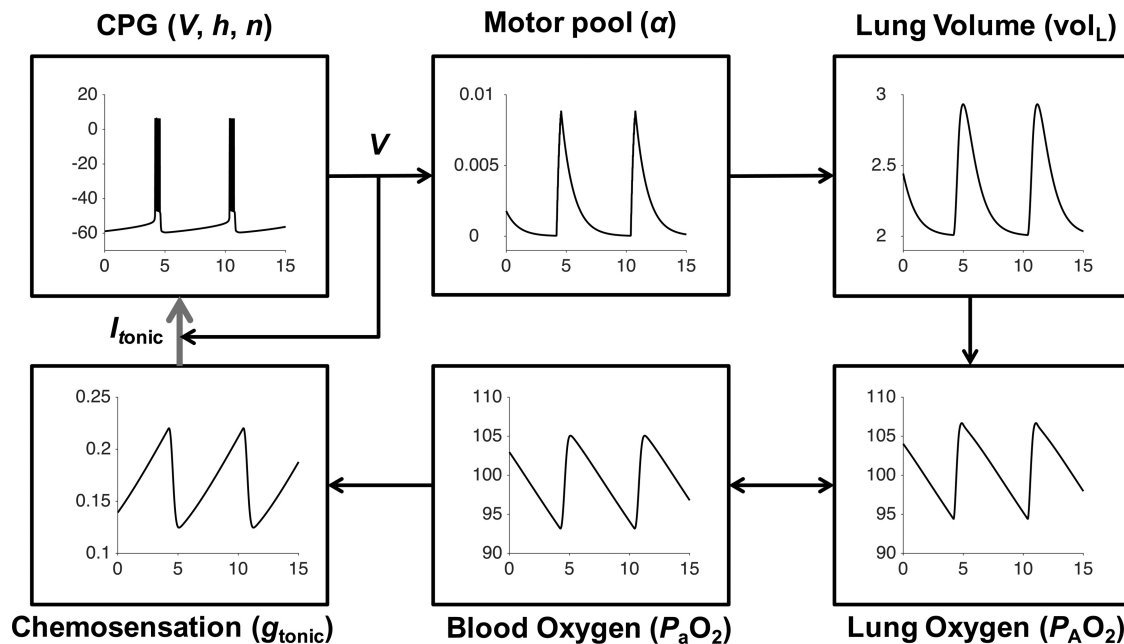 CPG (V, h, n)
Motor pool (α)
Lung Volume (volL)
20
0
-20
-40
-60
0 5 10 15
V
0.01
0.005
0
0 5 10 15
3
2.5
2
0 5 10 15
Itonic
0.25
0.2
0.15
0.1
0 5 10 15
110
105
100
95
90
0 5 10 15
110
105
100
95
90
0 5 10 15
Chemosensation (gtonic)
Blood Oxygen (PaO2)
Lung Oxygen (PAO2)